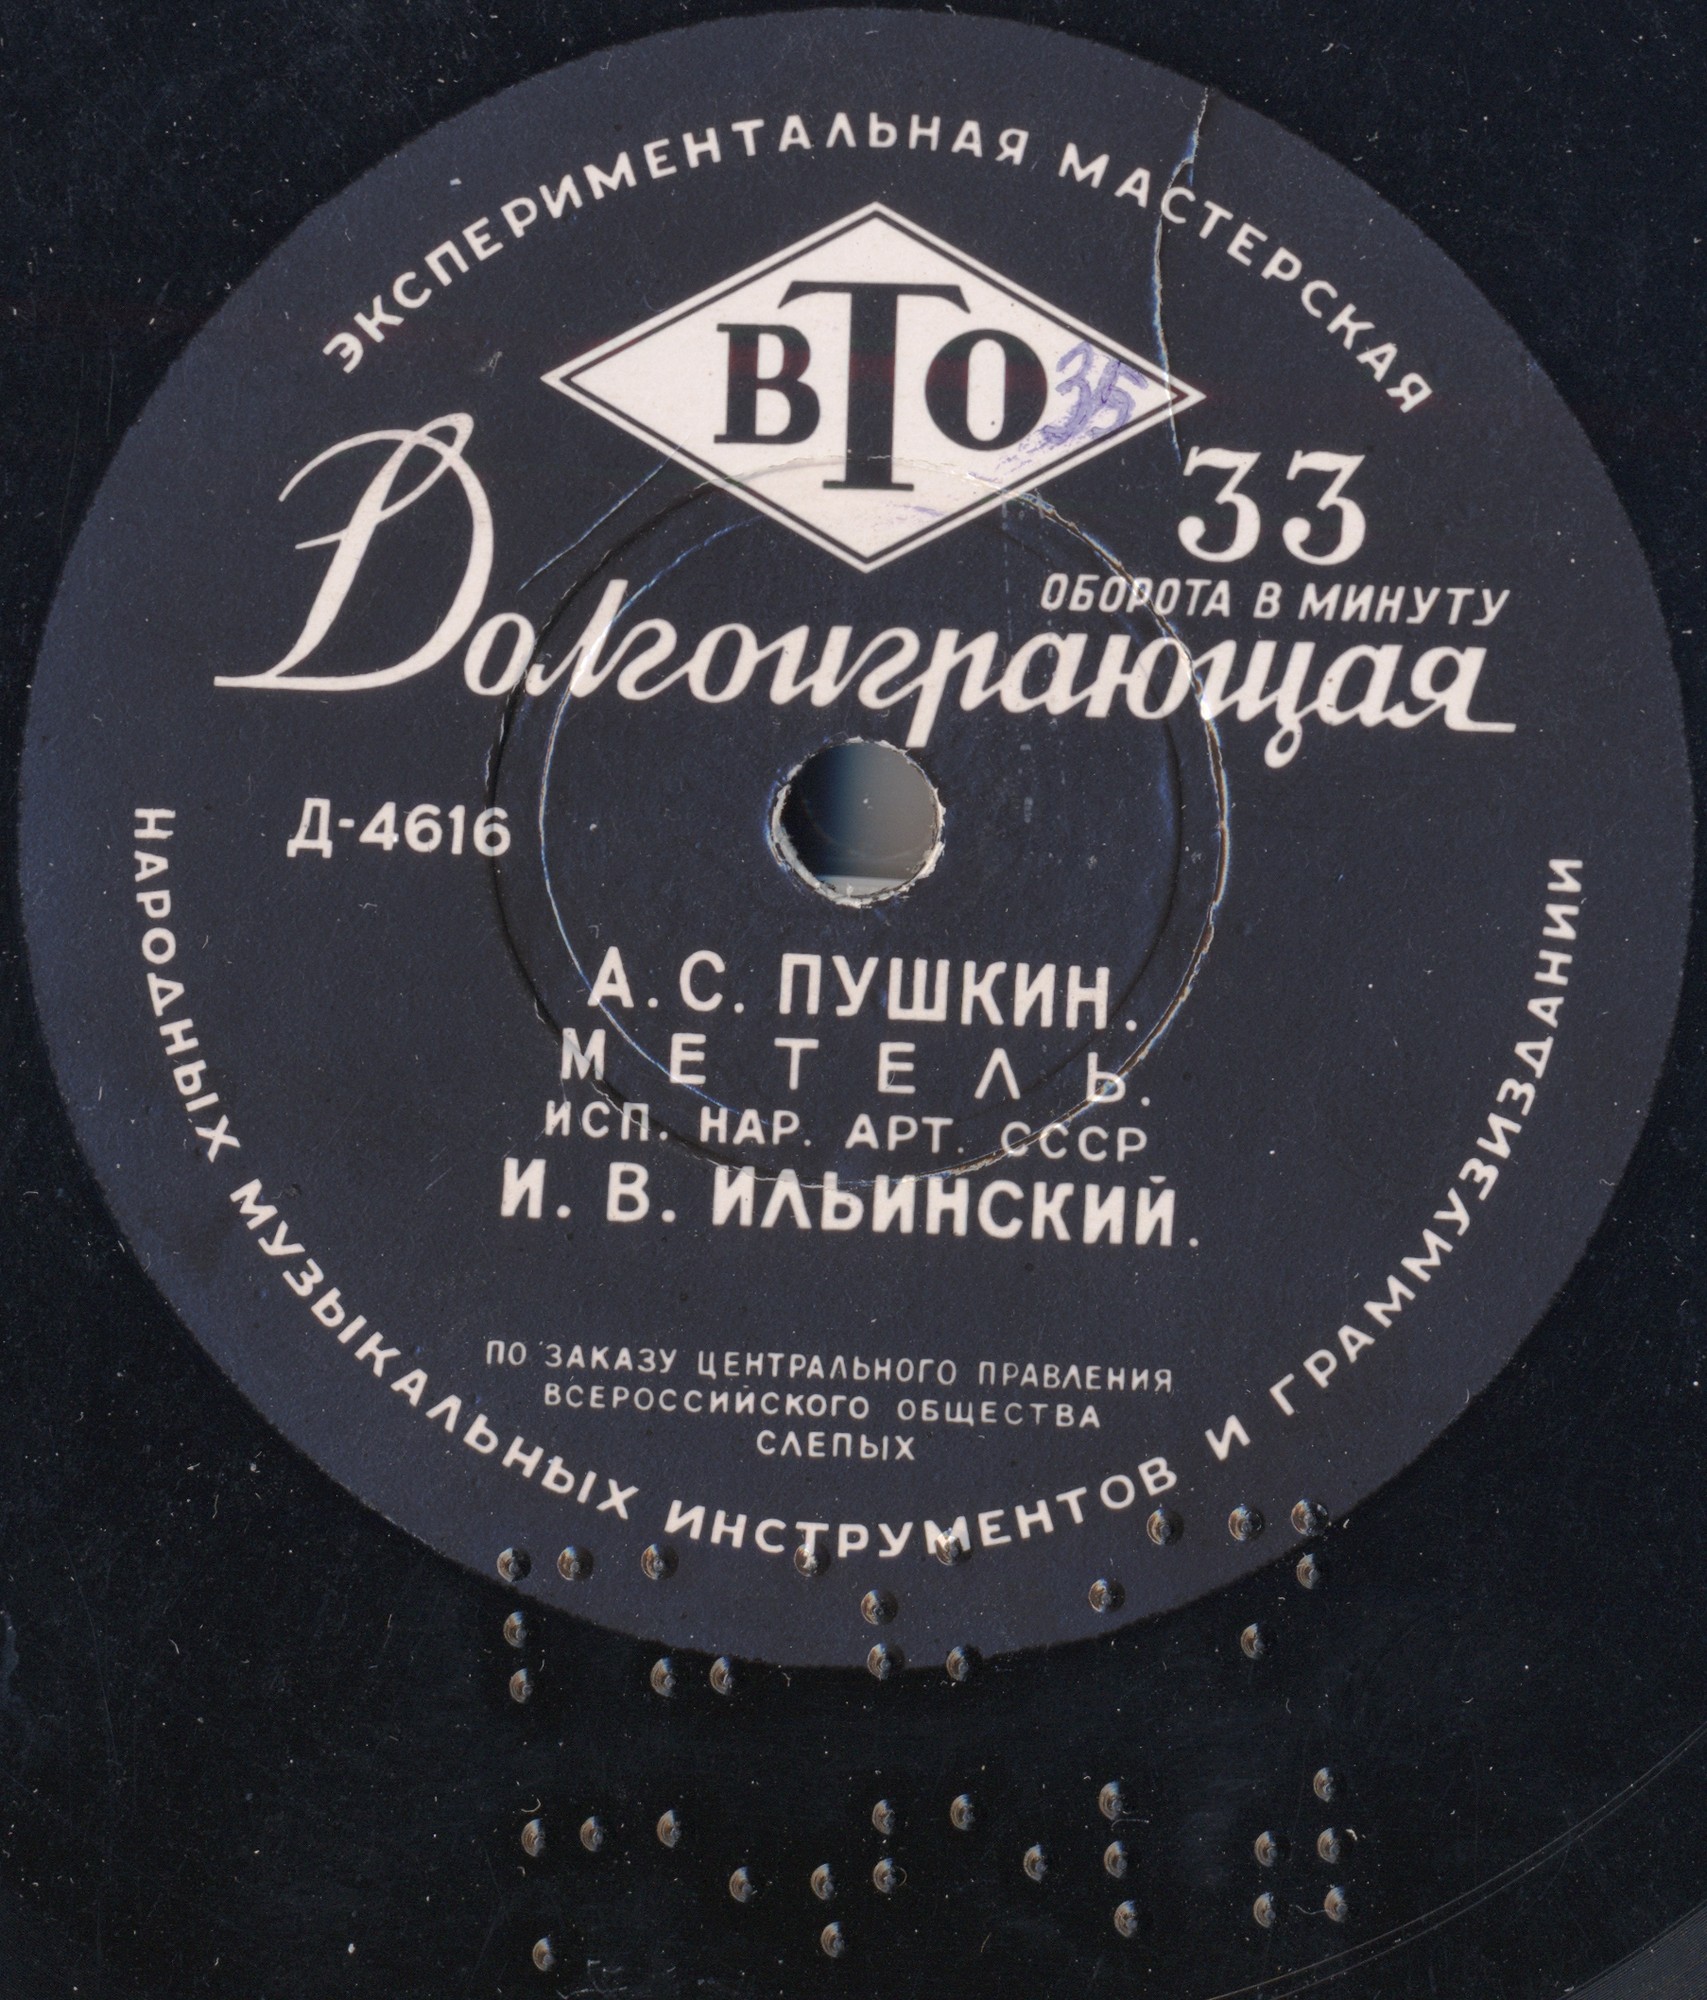 ЭКСПЕРИМЕНТАЛЬНАЯ МАСТЕРСКАЯ
ВТО
35
33
ОБОРОТА В МИНУТУ
Долгоиграющая
Д-4616
А. С. ПУШКИН.
МЕТЕЛЬ.
ИСП. НАР. АРТ. СССР
И. В. ИЛЬИНСКИЙ.
ПО ЗАКАЗУ ЦЕНТРАЛЬНОГО ПРАВЛЕНИЯ
ВСЕРОССИЙСКОГО ОБЩЕСТВА
СЛЕПЫХ
НАРОДНЫХ МУЗЫКАЛЬНЫХ ИНСТРУМЕНТОВ И ГРАММУЗИЗДАНИИ